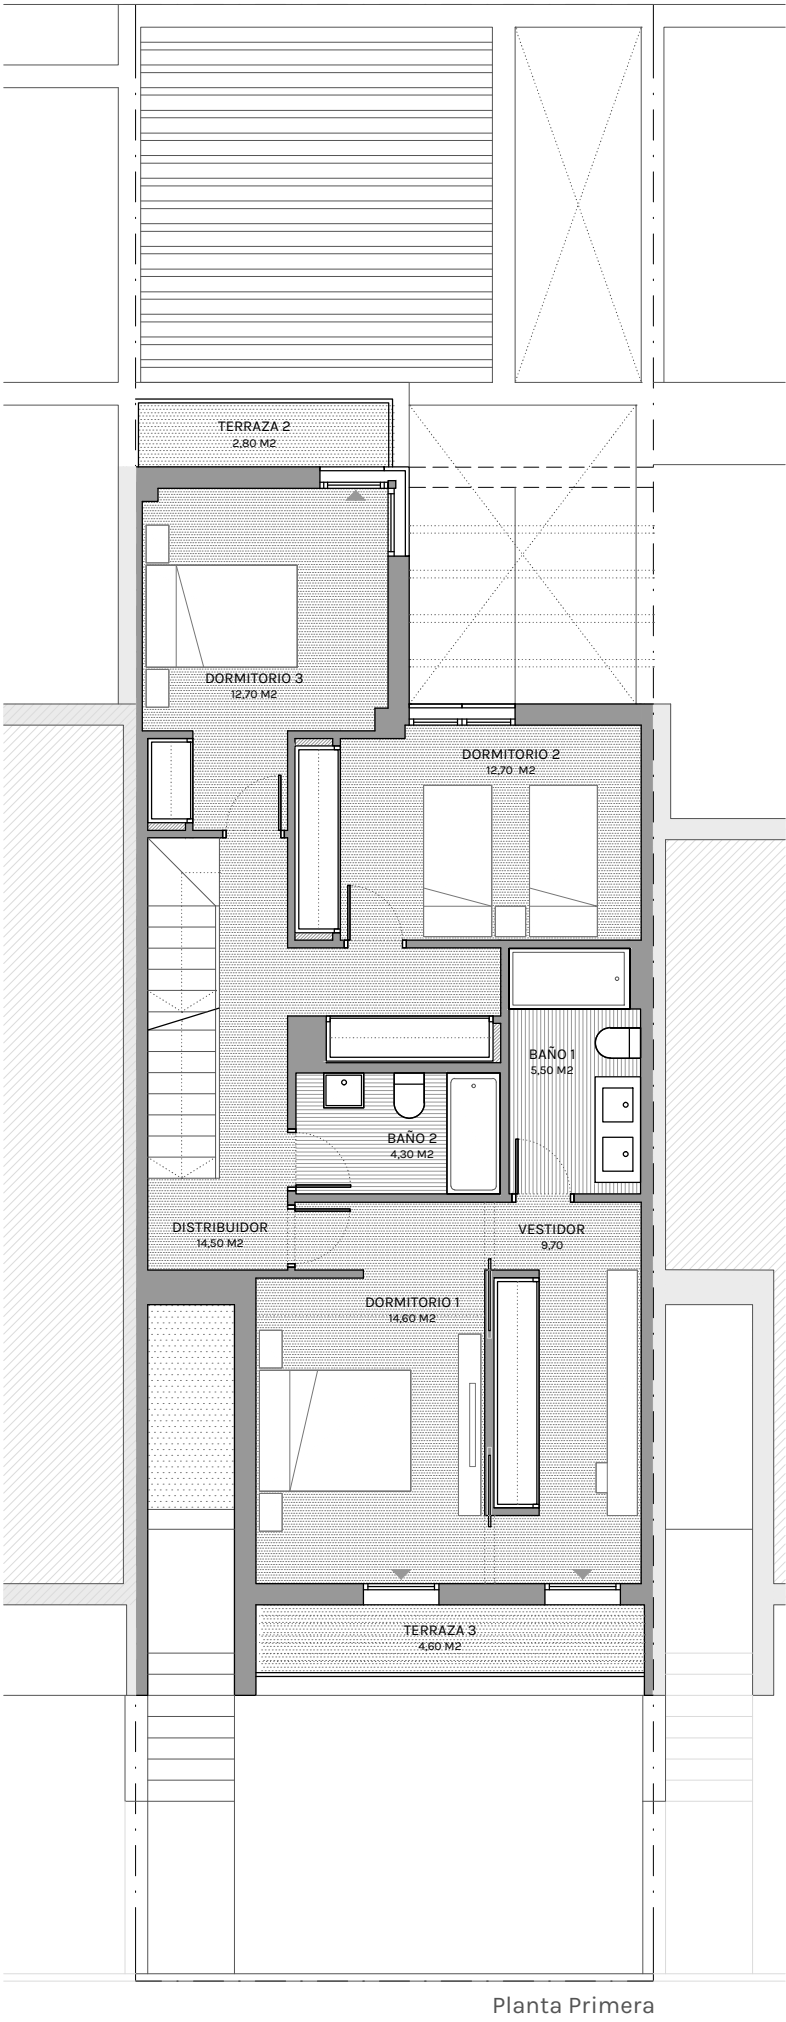 TERRAZA 2
2,80 M2
DORMITORIO 3
12,70 M2
DORMITORIO 2
12,70 M2
BAÑO 1
5,50 M2
BAÑO 2
4,30 M2
DISTRIBUIDOR
14,50 M2
VESTIDOR
9,70
DORMITORIO 1
14,60 M2
TERRAZA 3
4,60 M2
Planta Primera